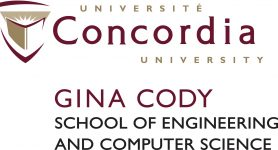 UNIVERSITÉ
Concordia
UNIVERSITY
GINA CODY
SCHOOL OF ENGINEERING
AND COMPUTER SCIENCE